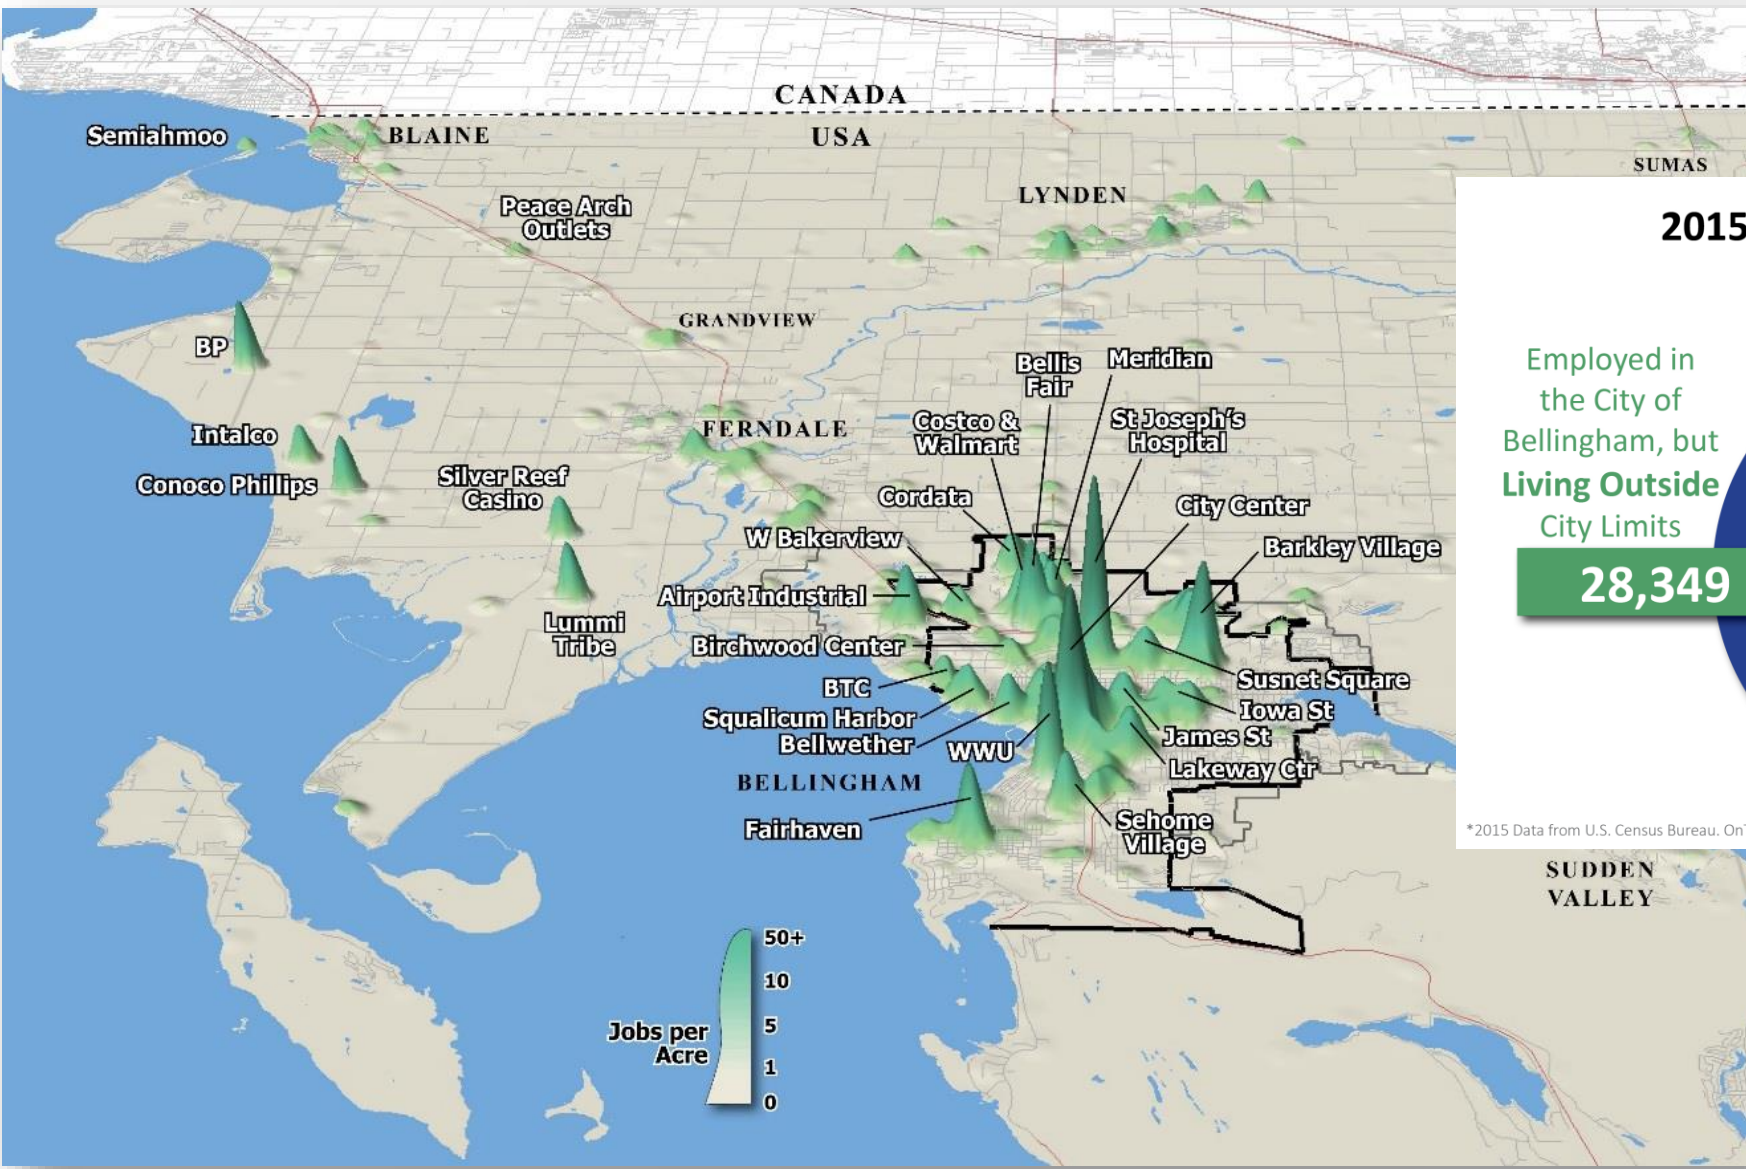 CANADA
USA
Semiahmoo
BLAINE
SUMAS
LYNDEN
Peace Arch
Outlets
GRANDVIEW
BP
Bellis
Fair
Meridian
Costco &
Walmart
St Joseph's
Hospital
FERNDALE
Intalco
Conoco Phillips
Silver Reef
Casino
Cordata
City Center
W Bakerview
Barkley Village
Airport Industrial
Lummi
Tribe
Birchwood Center
BTC
Susnet Square
Squalicum Harbor
Iowa St
Bellwether
WWU
James St
Lakeway Ctr
BELLINGHAM
Fairhaven
Sehome
Village
Jobs per
Acre
50+
10
5
1
0
2015
Employed in
the City of
Bellingham, but
Living Outside
City Limits
28,349
*2015 Data from U.S. Census Bureau. OnT
SUDDEN
VALLEY